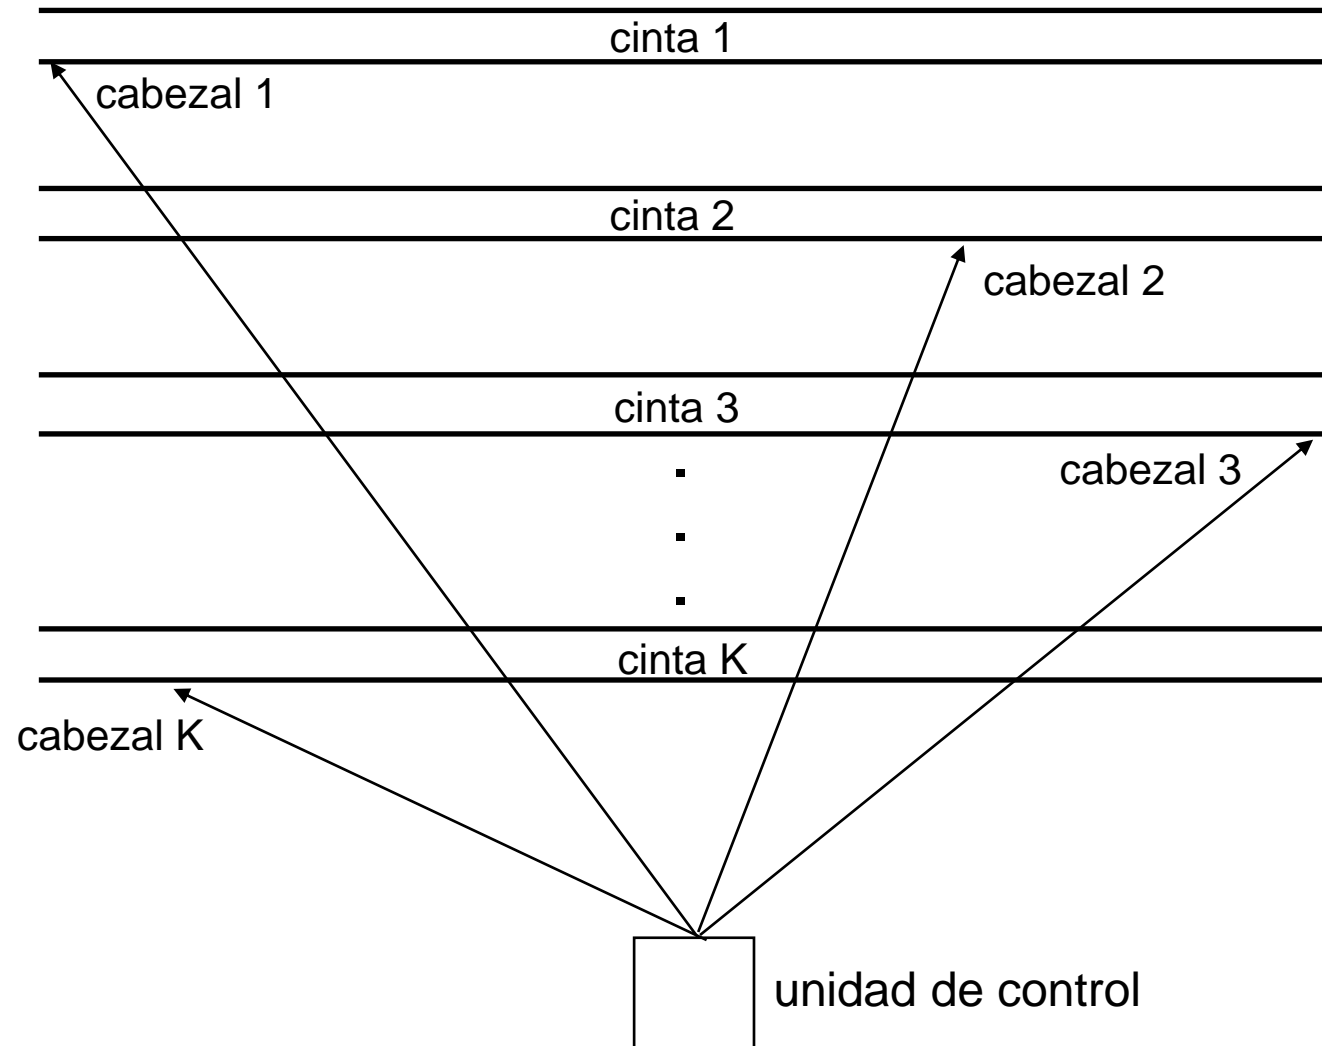 cinta 1
cabezal 1
cinta 2
cabezal 2
cinta 3
cabezal 3
cinta K
cabezal K
unidad de control